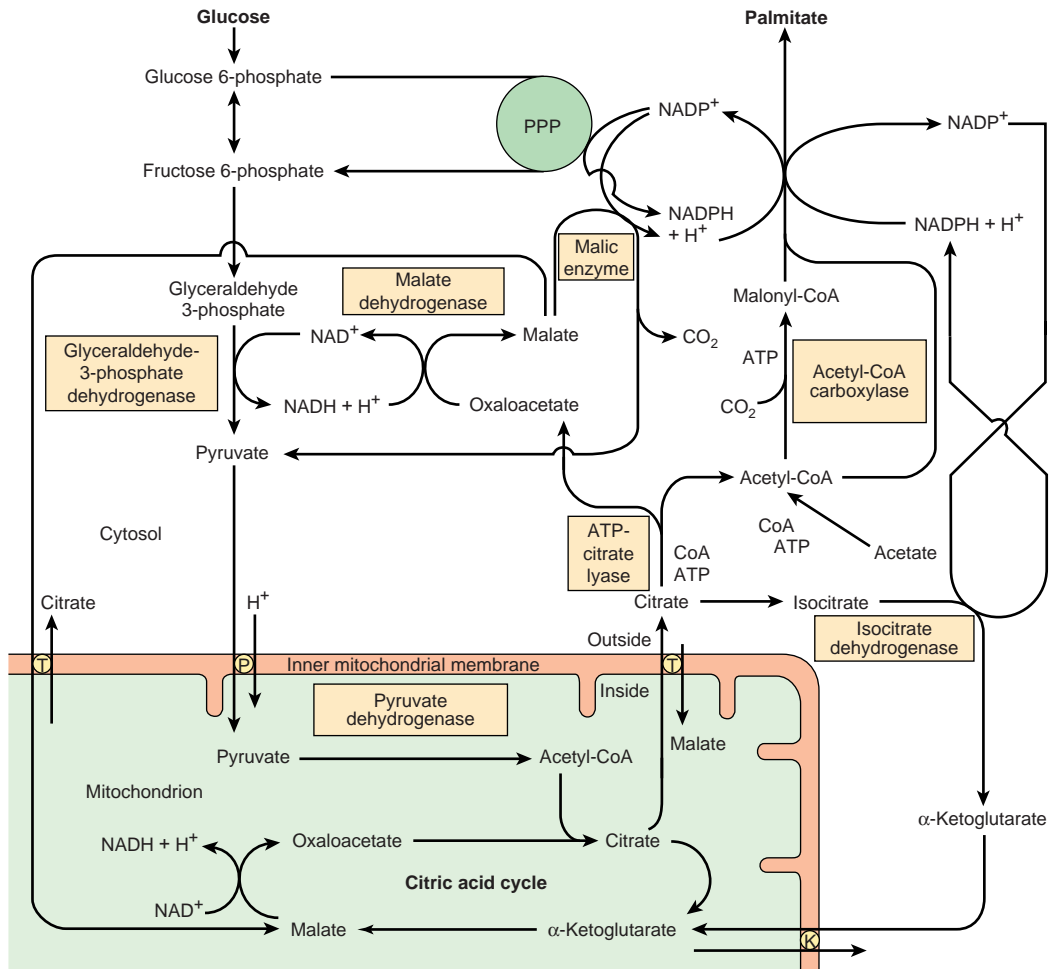 Glucose
Palmitate
Glucose 6-phosphate
PPP
NADP+
NADP+
Fructose 6-phosphate
NADPH
+ H+
NADPH + H+
Malic
enzyme
Glyceraldehyde
3-phosphate
Malate
dehydrogenase
Malonyl-CoA
NAD+
Malate
CO2
Glyceraldehyde-
3-phosphate
dehydrogenase
ATP
Acetyl-CoA
carboxylase
NADH + H+
Oxaloacetate
CO2
Pyruvate
Acetyl-CoA
Cytosol
ATP-
citrate
lyase
CoA
ATP
CoA
ATP
Acetate
Citrate
H+
Citrate
Isocitrate
Outside
Isocitrate
dehydrogenase
T
P
Inner mitochondrial membrane
T
Inside
Pyruvate
dehydrogenase
Malate
Pyruvate
Acetyl-CoA
Mitochondrion
α-Ketoglutarate
NADH + H+
Oxaloacetate
Citrate
Citric acid cycle
NAD+
Malate
α-Ketoglutarate
K